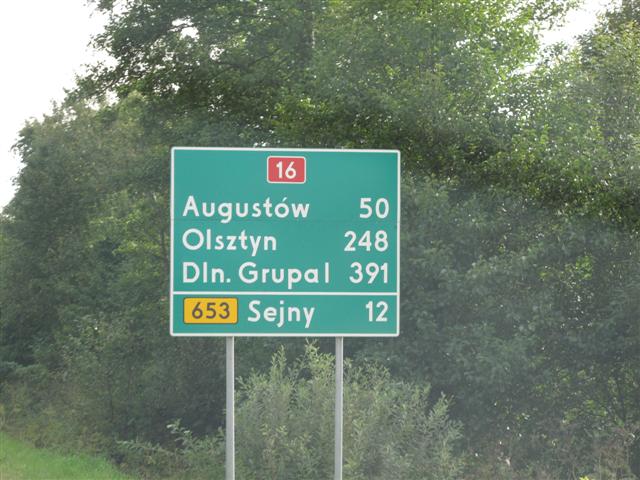 16
Augustów 50
Olsztyn 248
Dln. Grupal 391
653 Sejny 12